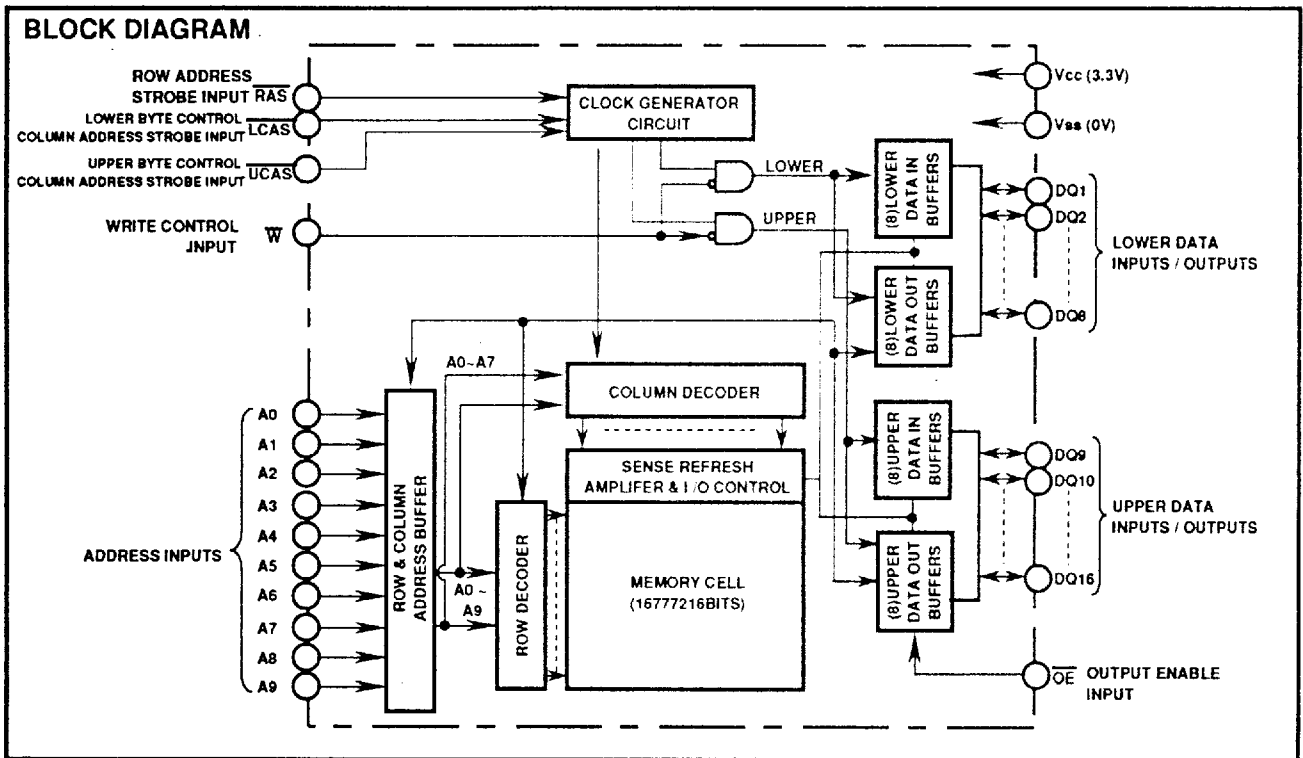 BLOCK DIAGRAM
ROW ADDRESS
STROBE INPUT RAS
LOWER BYTE CONTROL
COLUMN ADDRESS STROBE INPUT LCAS
UPPER BYTE CONTROL
COLUMN ADDRESS STROBE INPUT UCAS
WRITE CONTROL
INPUT W
CLOCK GENERATOR
CIRCUIT
LOWER
UPPER
(8)LOWER
DATA IN
BUFFERS
(8)LOWER
DATA OUT
BUFFERS
Vcc (3.3V)
Vss (0V)
DQ1
DQ2
DQ8
LOWER DATA
INPUTS / OUTPUTS
A0~A7
COLUMN DECODER
SENSE REFRESH
AMPLIFER & I /O CONTROL
MEMORY CELL
(16777216BITS)
ADDRESS INPUTS
A0
A1
A2
A3
A4
A5
A6
A7
A8
A9
ROW & COLUMN
ADDRESS BUFFER
A0 ~
A9
ROW DECODER
(8)UPPER
DATA IN
BUFFERS
(8)UPPER
DATA OUT
BUFFERS
DQ9
DQ10
DQ16
UPPER DATA
INPUTS / OUTPUTS
OE OUTPUT ENABLE
INPUT